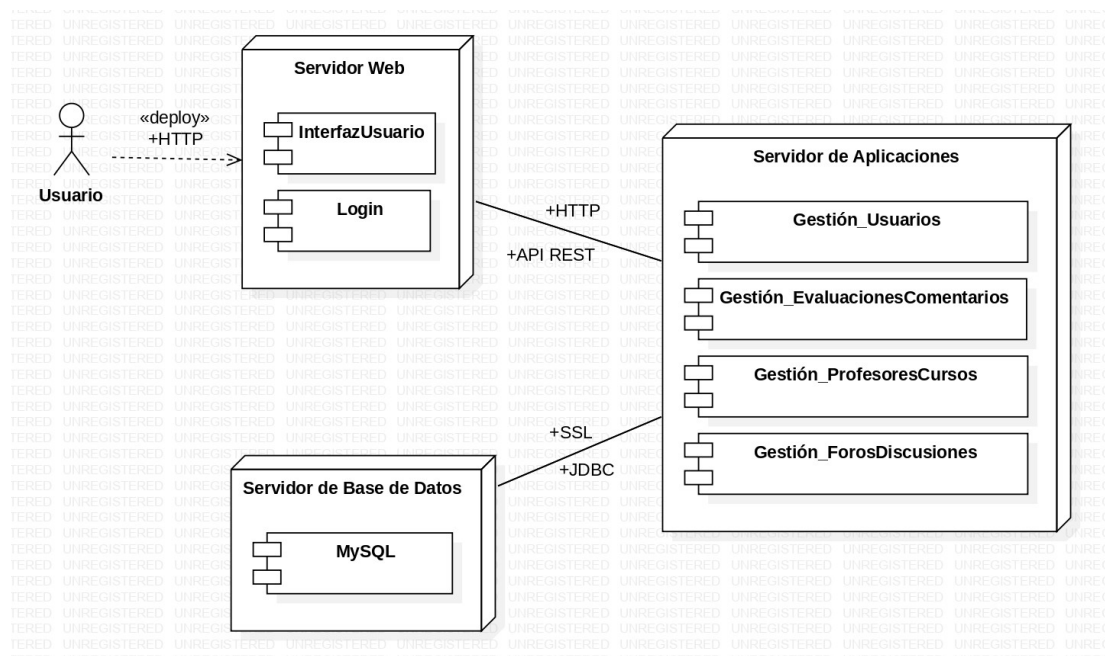 Servidor Web
InterfazUsuario
Login
«deploy»
+HTTP
Usuario
+HTTP
+API REST
Servidor de Aplicaciones
Gestión_Usuarios
Gestión_EvaluacionesComentarios
Gestión_ProfesoresCursos
Gestión_ForosDiscusiones
+SSL
+JDBC
Servidor de Base de Datos
MySQL
UNREGISTERED